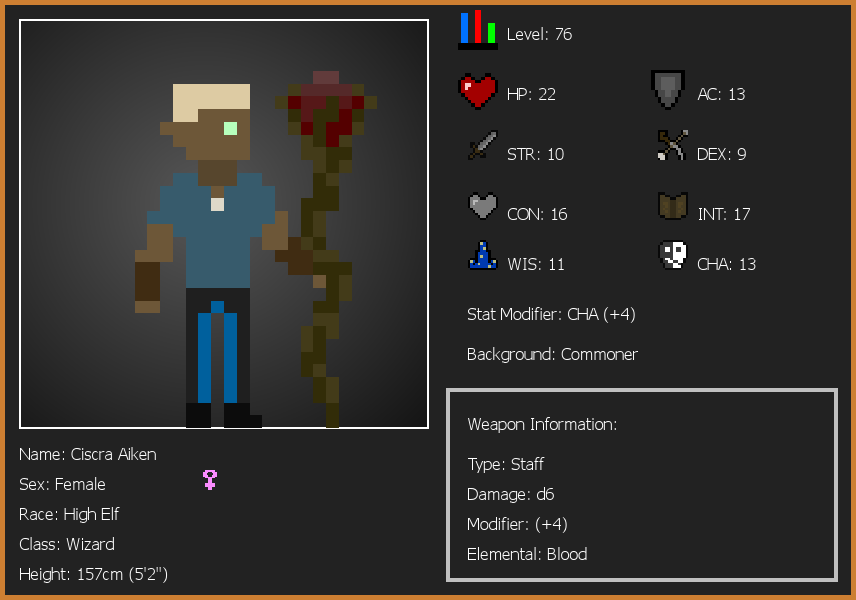 Level: 76
HP: 22
AC: 13
STR: 10
DEX: 9
CON: 16
INT: 17
WIS: 11
CHA: 13
Stat Modifier: CHA (+4)
Background: Commoner
Weapon Information:
Type: Staff
Damage: d6
Modifier: (+4)
Elemental: Blood
Name: Ciscra Aiken
Sex: Female
Race: High Elf
Class: Wizard
Height: 157cm (5'2")